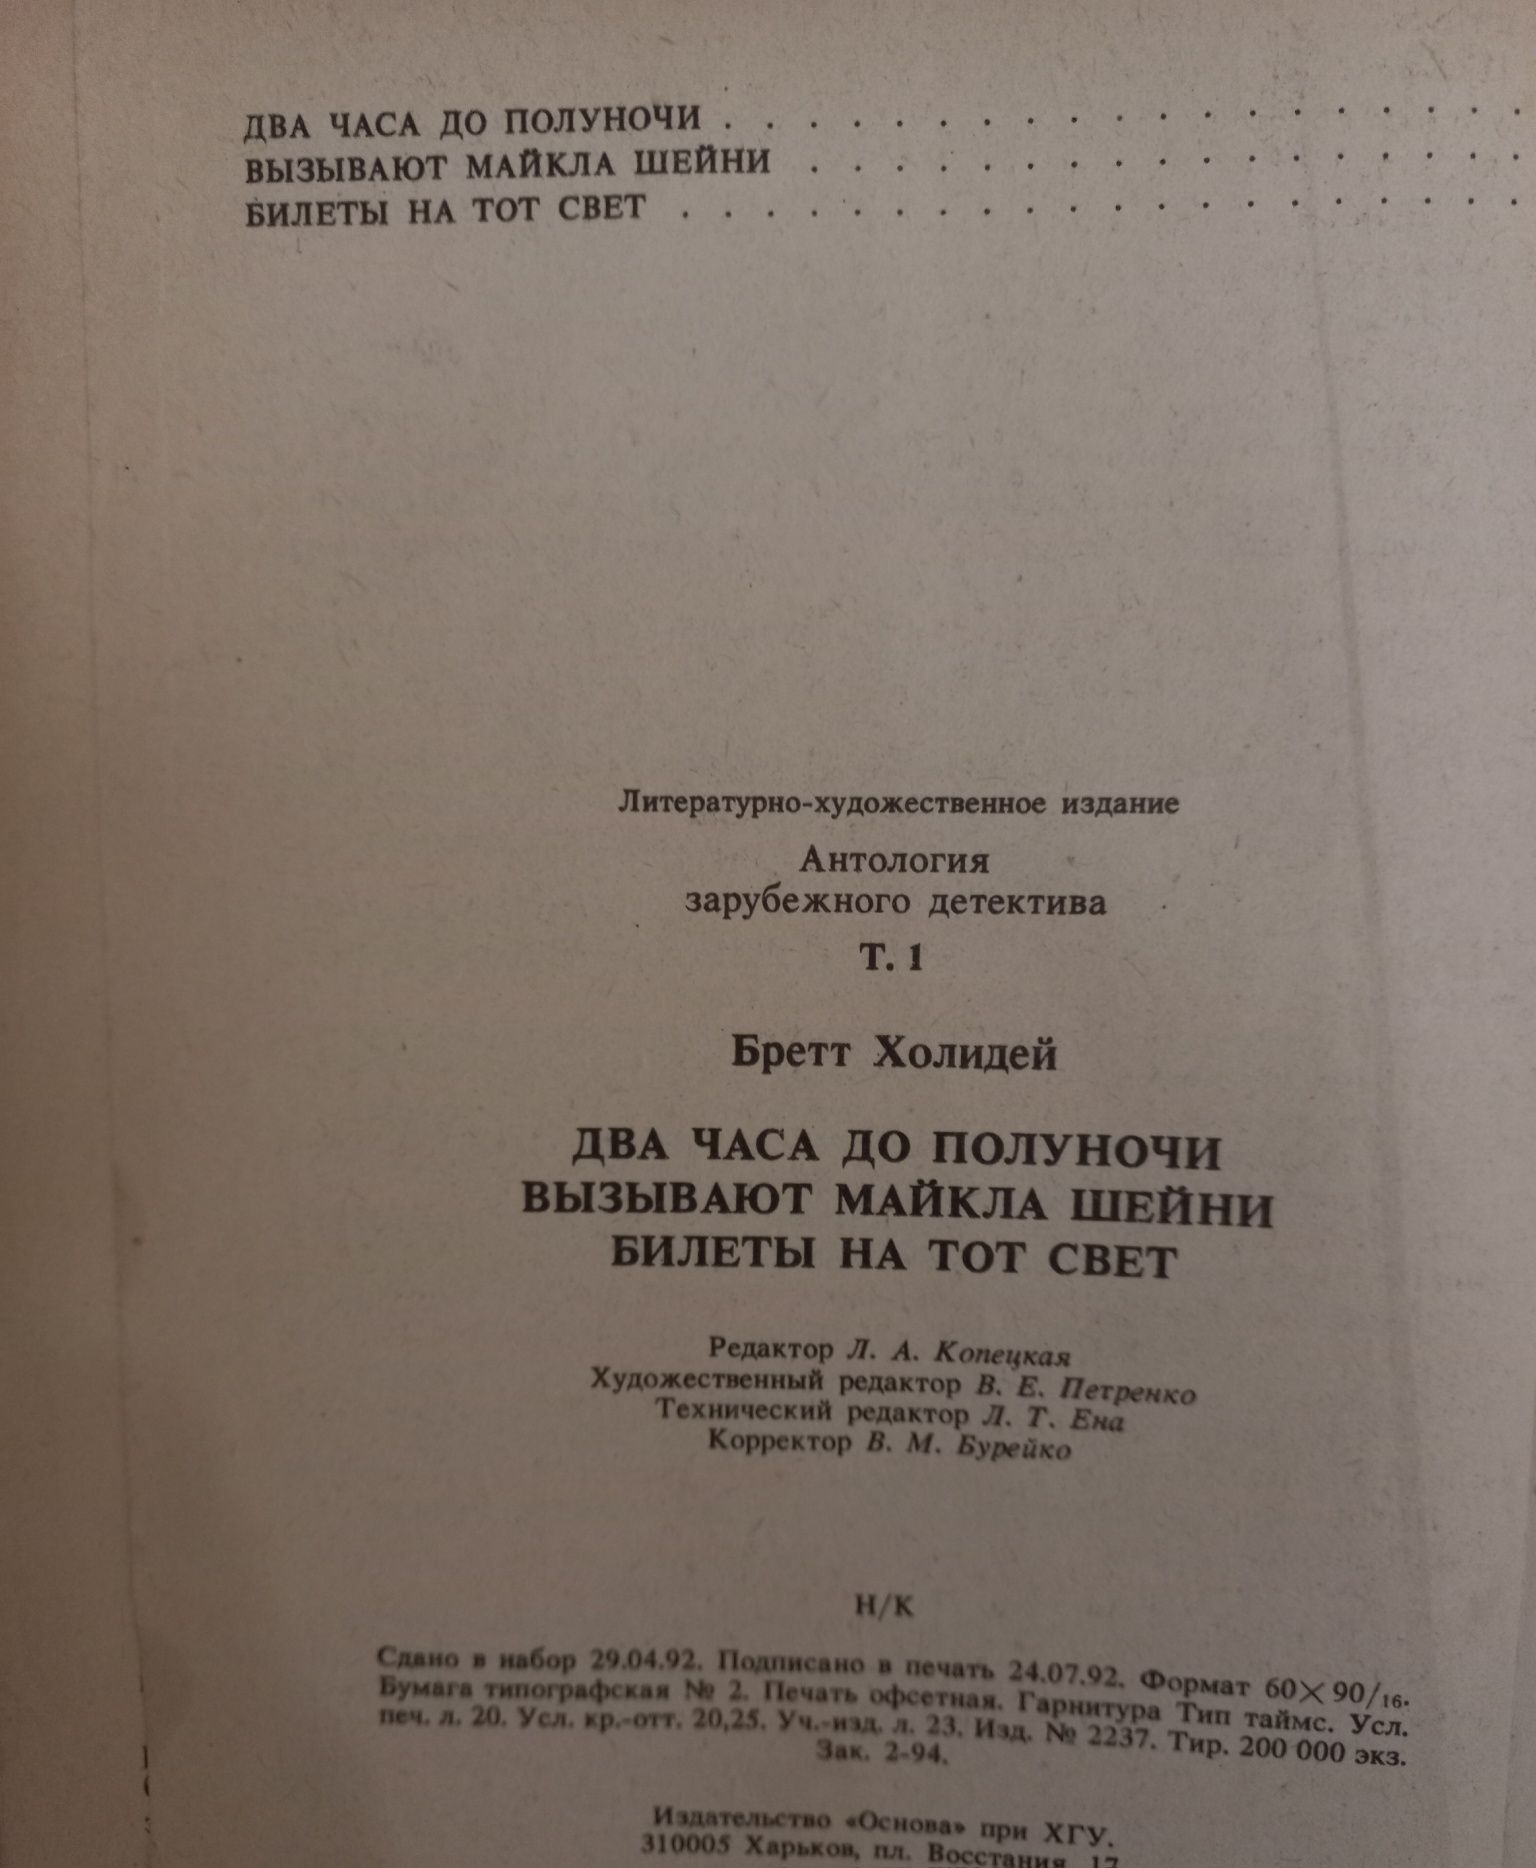 ДВА ЧАСА ДО ПОЛУНОЧИ . . . . . . . . . . . . . . . . . . .
ВЫЗЫВАЮТ МАЙКЛА ШЕЙНИ . . . . . . . . . . . . . . . . .
БИЛЕТЫ НА ТОТ СВЕТ . . . . . . . . . . . . . . . . . . . .
Литературно-художественное издание
Антология
зарубежного детектива
Т. 1
Бретт Холидей
ДВА ЧАСА ДО ПОЛУНОЧИ
ВЫЗЫВАЮТ МАЙКЛА ШЕЙНИ
БИЛЕТЫ НА ТОТ СВЕТ
Редактор Л. А. Копецкая
Художественный редактор В. Е. Петренко
Технический редактор Л. Т. Ена
Корректор В. М. Бурейко
Н/К
Сдано в набор 29.04.92. Подписано в печать 24.07.92. Формат 60×90/16.
Бумага типографская № 2. Печать офсетная. Гарнитура Тип таймс. Усл.
печ. л. 20. Усл. кр.-отт. 20,25. Уч.-изд. л. 23. Изд. № 2237. Тир. 200 000 экз.
Зак. 2-94.
Издательство «Основа» при ХГУ.
310005 Харьков, пл. Восстания, 17